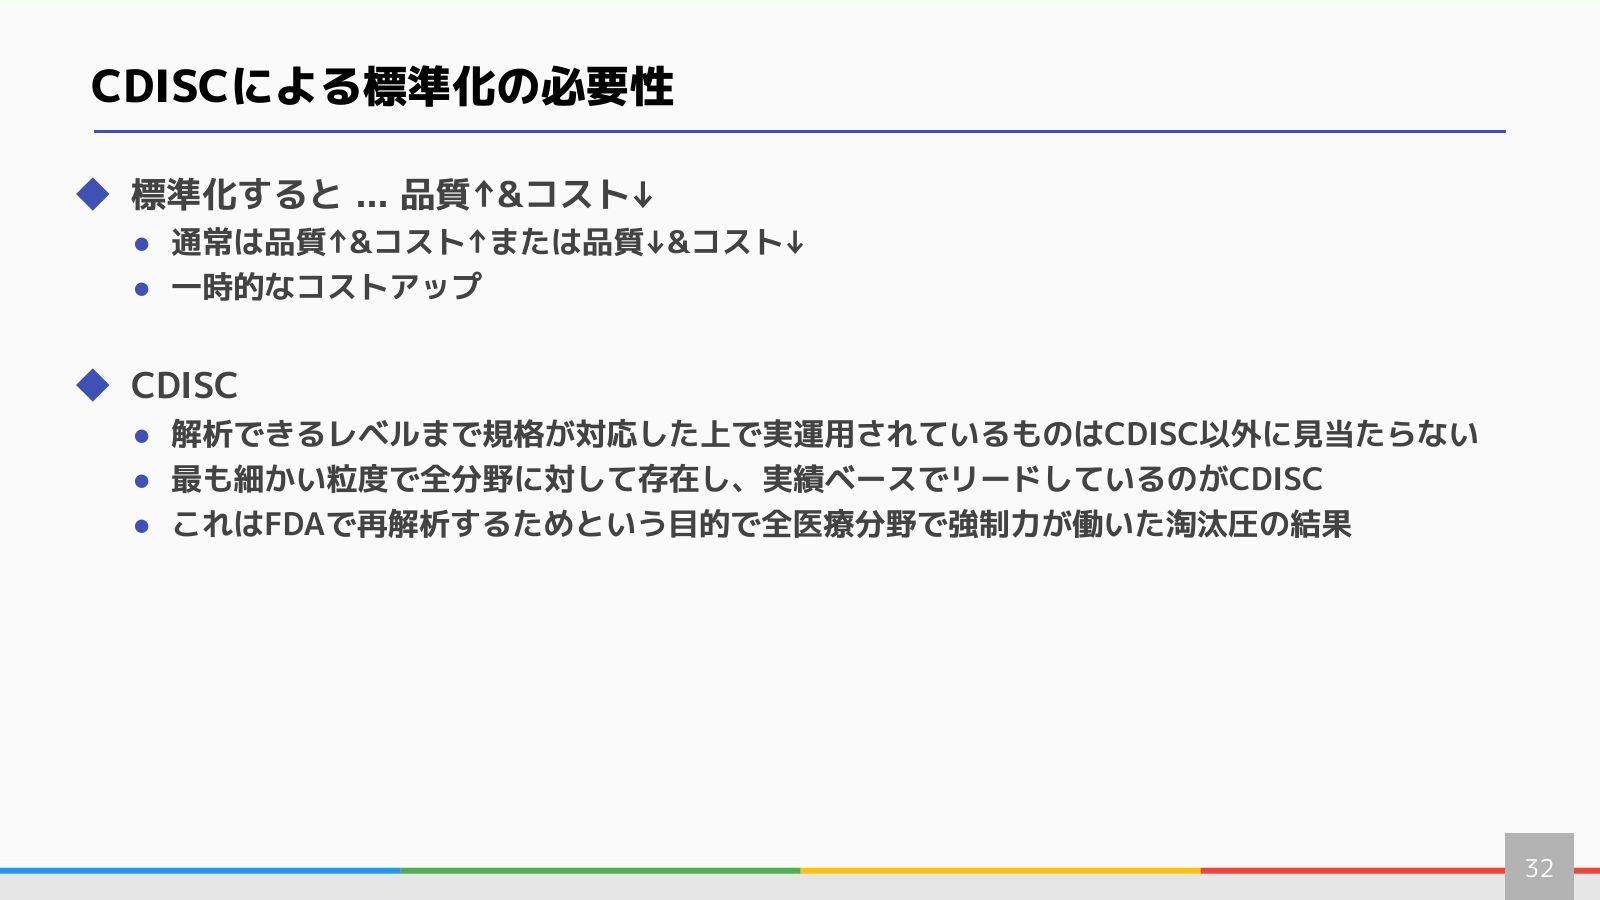 CDISCによる標準化の必要性
標準化すると ... 品質↑&コスト↓
通常は品質↑&コスト↑または品質↓&コスト↓
一時的なコストアップ
CDISC
解析できるレベルまで規格が対応した上で実運用されているものはCDISC以外に見当たらない
最も細かい粒度で全分野に対して存在し、実績ベースでリードしているのがCDISC
これはFDAで再解析するためという目的で全医療分野で強制力が働いた淘汰圧の結果
32